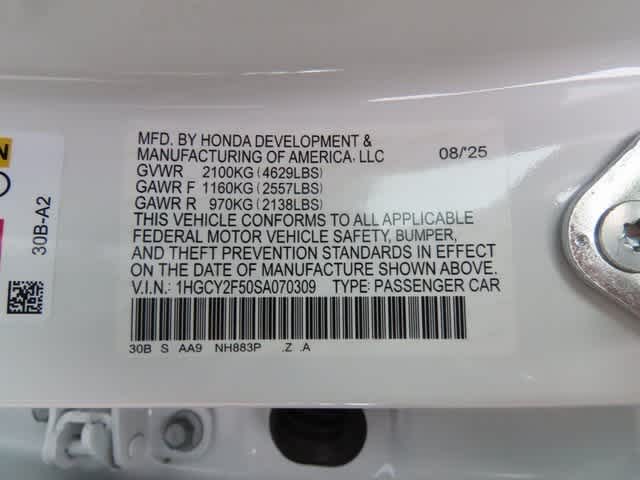 MFD. BY HONDA DEVELOPMENT &
MANUFACTURING OF AMERICA, LLC 08/'25
GVWR 2100KG (4629LBS)
GAWR F 1160KG (2557LBS)
GAWR R 970KG (2138LBS)
THIS VEHICLE CONFORMS TO ALL APPLICABLE
FEDERAL MOTOR VEHICLE SAFETY, BUMPER,
AND THEFT PREVENTION STANDARDS IN EFFECT
ON THE DATE OF MANUFACTURE SHOWN ABOVE.
V.I.N.: 1HGCY2F50SA070309 TYPE: PASSENGER CAR
30B S AA9 NH883P .Z .A
30B-A2